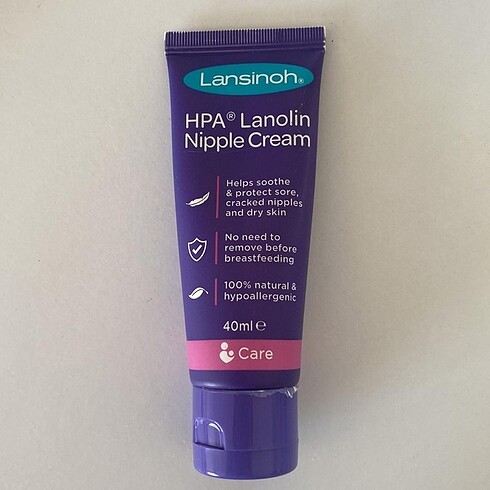 Lansinoh®
HPA® Lanolin
Nipple Cream
Helps soothe
& protect sore,
cracked nipples
and dry skin
No need to
remove before
breastfeeding
100% natural &
hypoallergenic
40ml ℮
Care